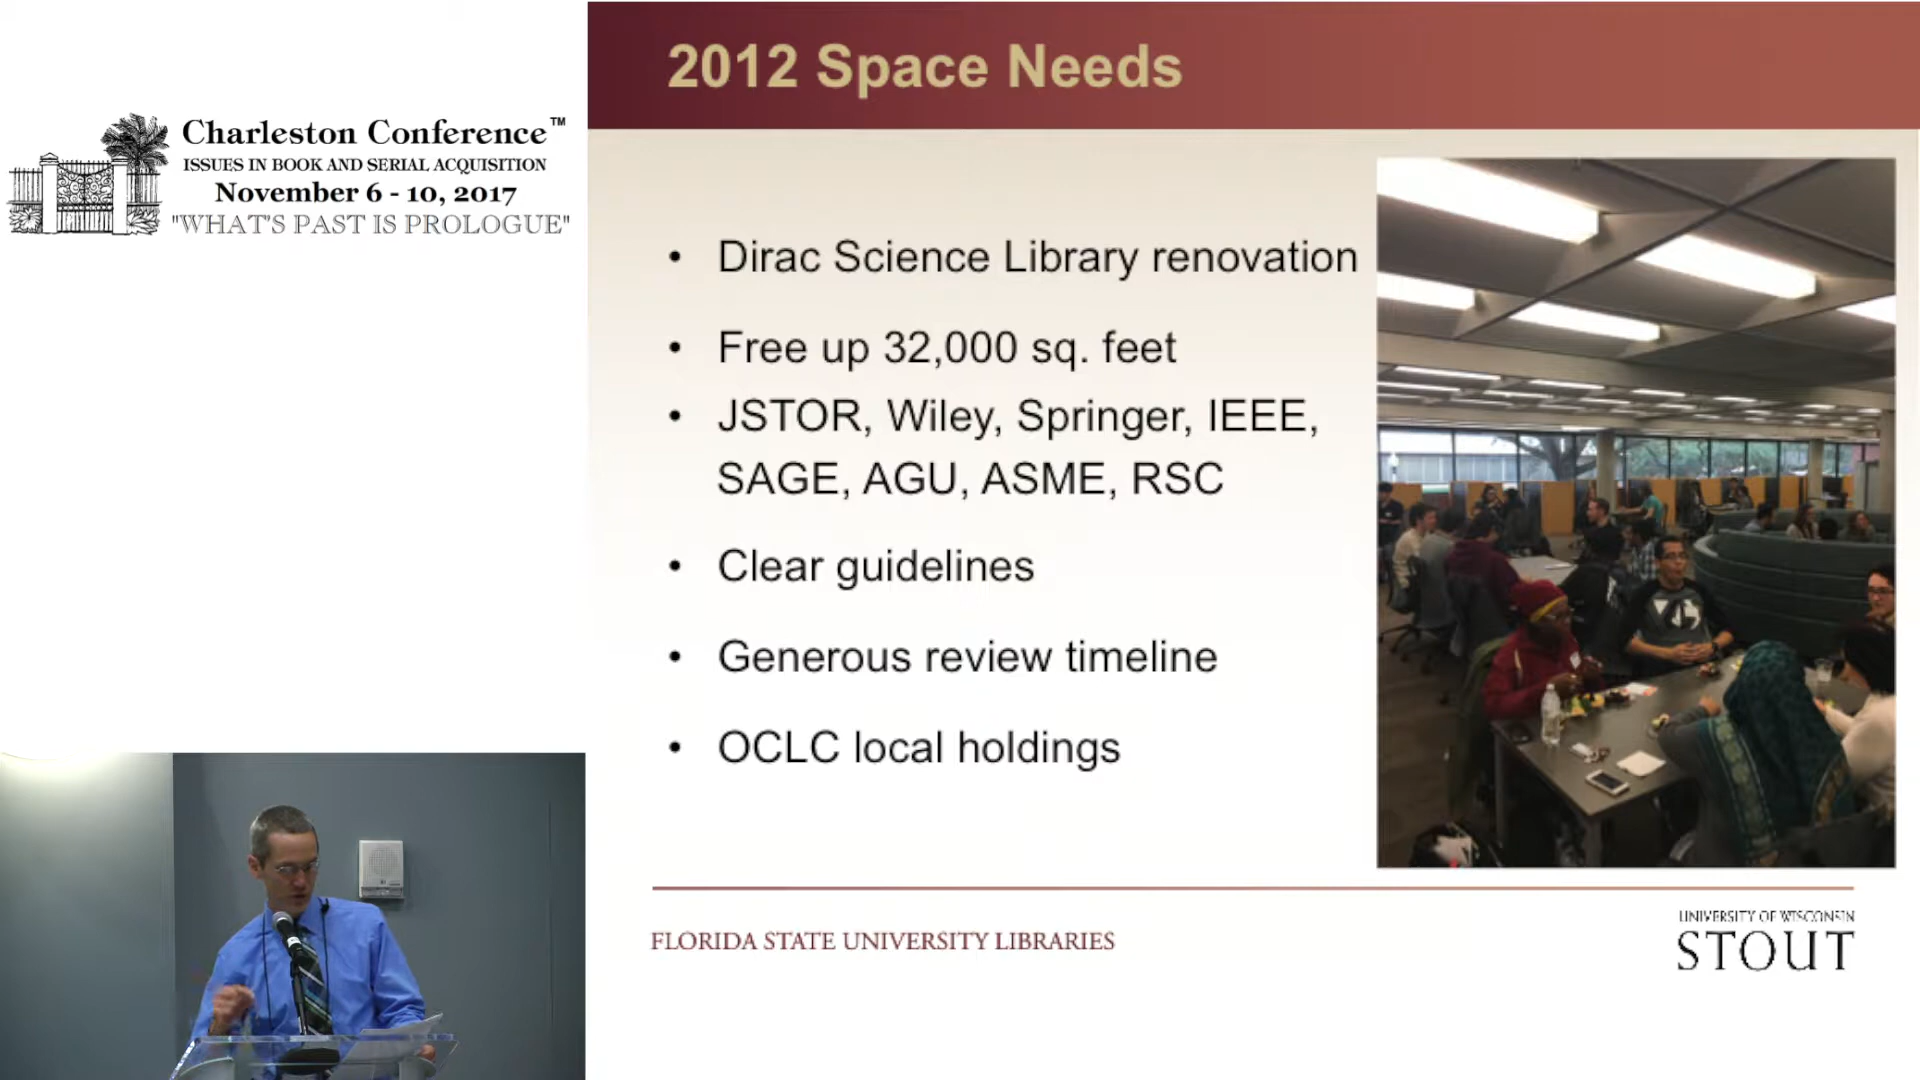 Charleston Conference™
ISSUES IN BOOK AND SERIAL ACQUISITION
November 6 - 10, 2017
"WHAT'S PAST IS PROLOGUE"
2012 Space Needs
• Dirac Science Library renovation
• Free up 32,000 sq. feet
• JSTOR, Wiley, Springer, IEEE,
SAGE, AGU, ASME, RSC
• Clear guidelines
• Generous review timeline
• OCLC local holdings
FLORIDA STATE UNIVERSITY LIBRARIES
UNIVERSITY OF WISCONSIN
STOUT